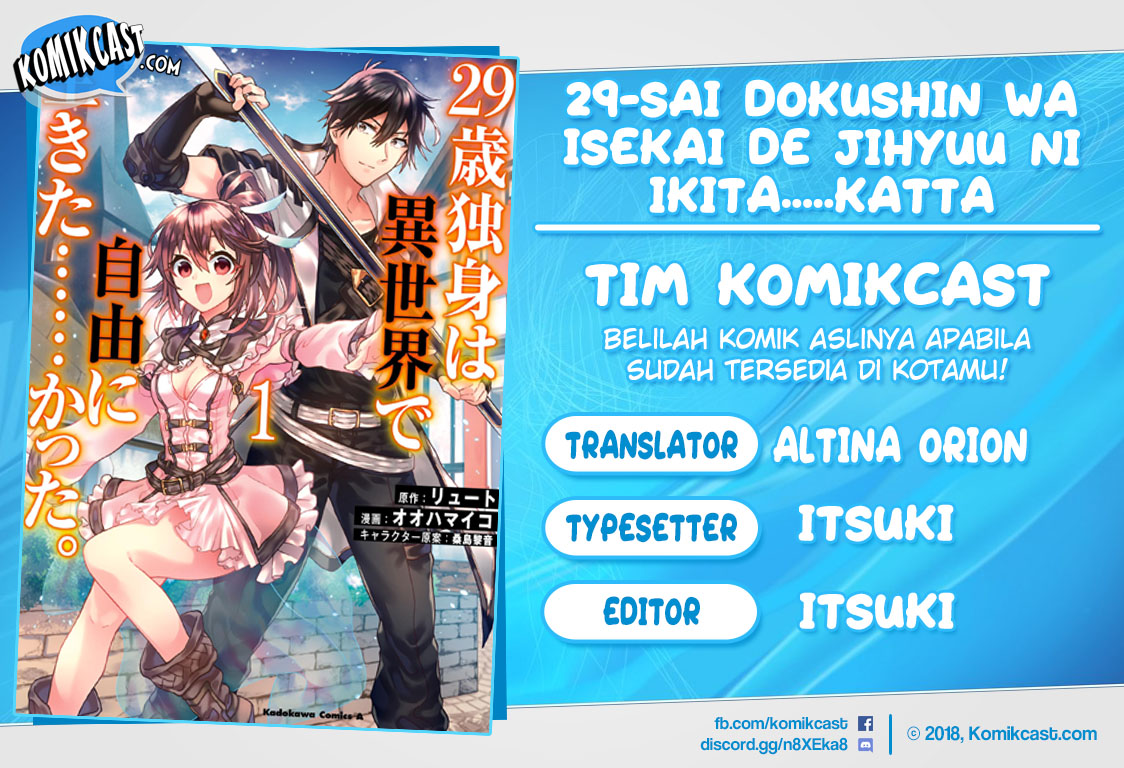 KOMIKCAST.COM
29歳独身は
異世界で
自由に
きた………かった。
1
原作:リュート
漫画:オオハマイコ
キャラクター原案:桑島黎音
Kadokawa Comics A
29-SAI DOKUSHIN WA
ISEKAI DE JIHYUU NI
IKITA.....KATTA
TIM KOMIKCAST
BELILAH KOMIK ASLINYA APABILA
SUDAH TERSEDIA DI KOTAMU!
TRANSLATOR ALTINA ORION
TYPESETTER ITSUKI
EDITOR ITSUKI
fb.com/komikcast
discord.gg/n8XEka8
© 2018, Komikcast.com